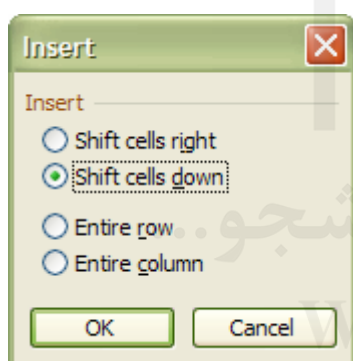 Insert
Insert
Shift cells right
Shift cells down
Entire row
Entire column
OK
Cancel